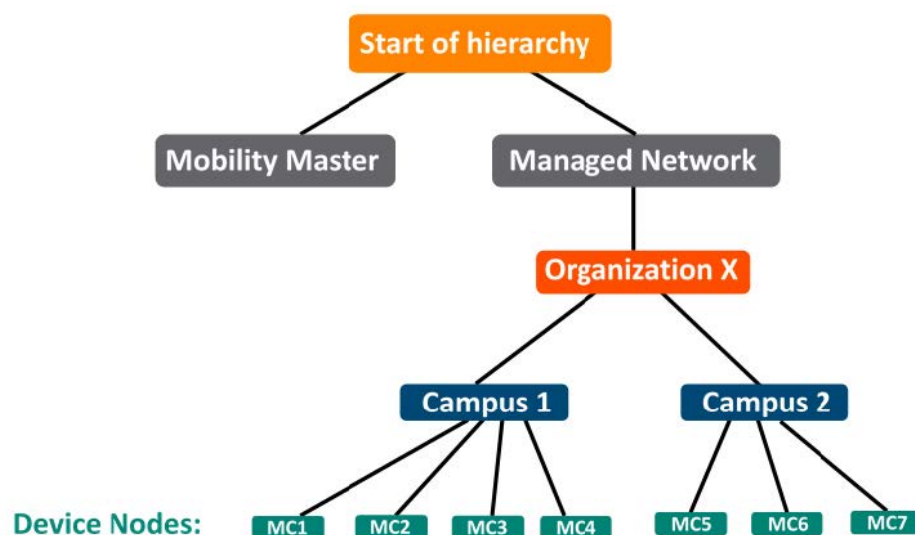 Start of hierarchy
Mobility Master
Managed Network
Organization X
Campus 1
Campus 2
Device Nodes:
MC1
MC2
MC3
MC4
MC5
MC6
MC7